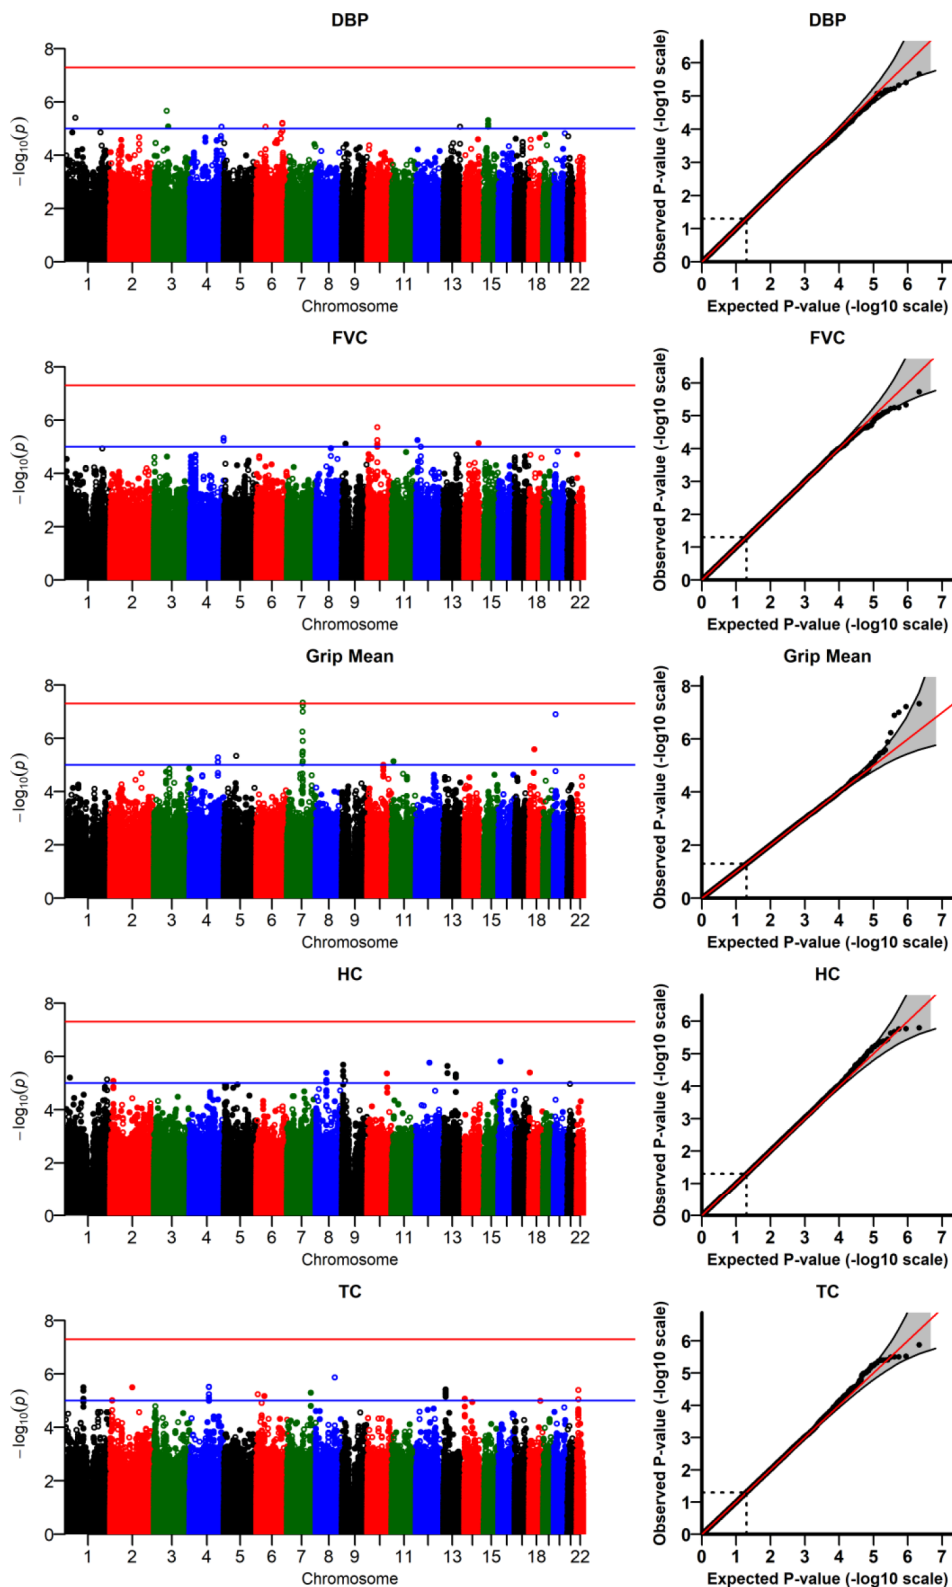 DBP
8
6
4
2
0
−log10(p)
1 2 3 4 5 6 7 8 9 11 13 15 18 22
Chromosome
DBP
6
5
4
3
2
1
0
Observed P-value (-log10 scale)
0 1 2 3 4 5 6 7
Expected P-value (-log10 scale)
FVC
8
6
4
2
0
−log10(p)
1 2 3 4 5 6 7 8 9 11 13 15 18 22
Chromosome
FVC
6
5
4
3
2
1
0
Observed P-value (-log10 scale)
0 1 2 3 4 5 6 7
Expected P-value (-log10 scale)
Grip Mean
8
6
4
2
0
−log10(p)
1 2 3 4 5 6 7 8 9 11 13 15 18 22
Chromosome
Grip Mean
8
6
4
2
0
Observed P-value (-log10 scale)
0 1 2 3 4 5 6 7
Expected P-value (-log10 scale)
HC
8
6
4
2
0
−log10(p)
1 2 3 4 5 6 7 8 9 11 13 15 18 22
Chromosome
HC
6
5
4
3
2
1
0
Observed P-value (-log10 scale)
0 1 2 3 4 5 6 7
Expected P-value (-log10 scale)
TC
8
6
4
2
0
−log10(p)
1 2 3 4 5 6 7 8 9 11 13 15 18 22
Chromosome
TC
6
5
4
3
2
1
0
Observed P-value (-log10 scale)
0 1 2 3 4 5 6 7
Expected P-value (-log10 scale)